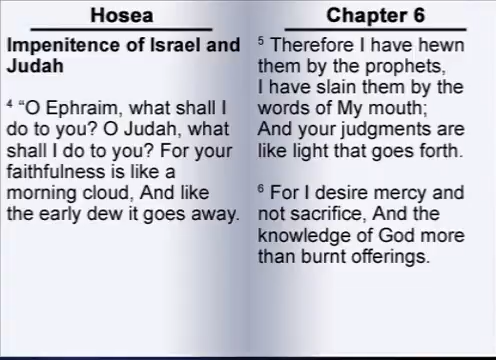 Hosea
Impenitence of Israel and
Judah
4 “O Ephraim, what shall I
do to you? O Judah, what
shall I do to you? For your
faithfulness is like a
morning cloud, And like
the early dew it goes away.
Chapter 6
5 Therefore I have hewn
them by the prophets,
I have slain them by the
words of My mouth;
And your judgments are
like light that goes forth.
6 For I desire mercy and
not sacrifice, And the
knowledge of God more
than burnt offerings.